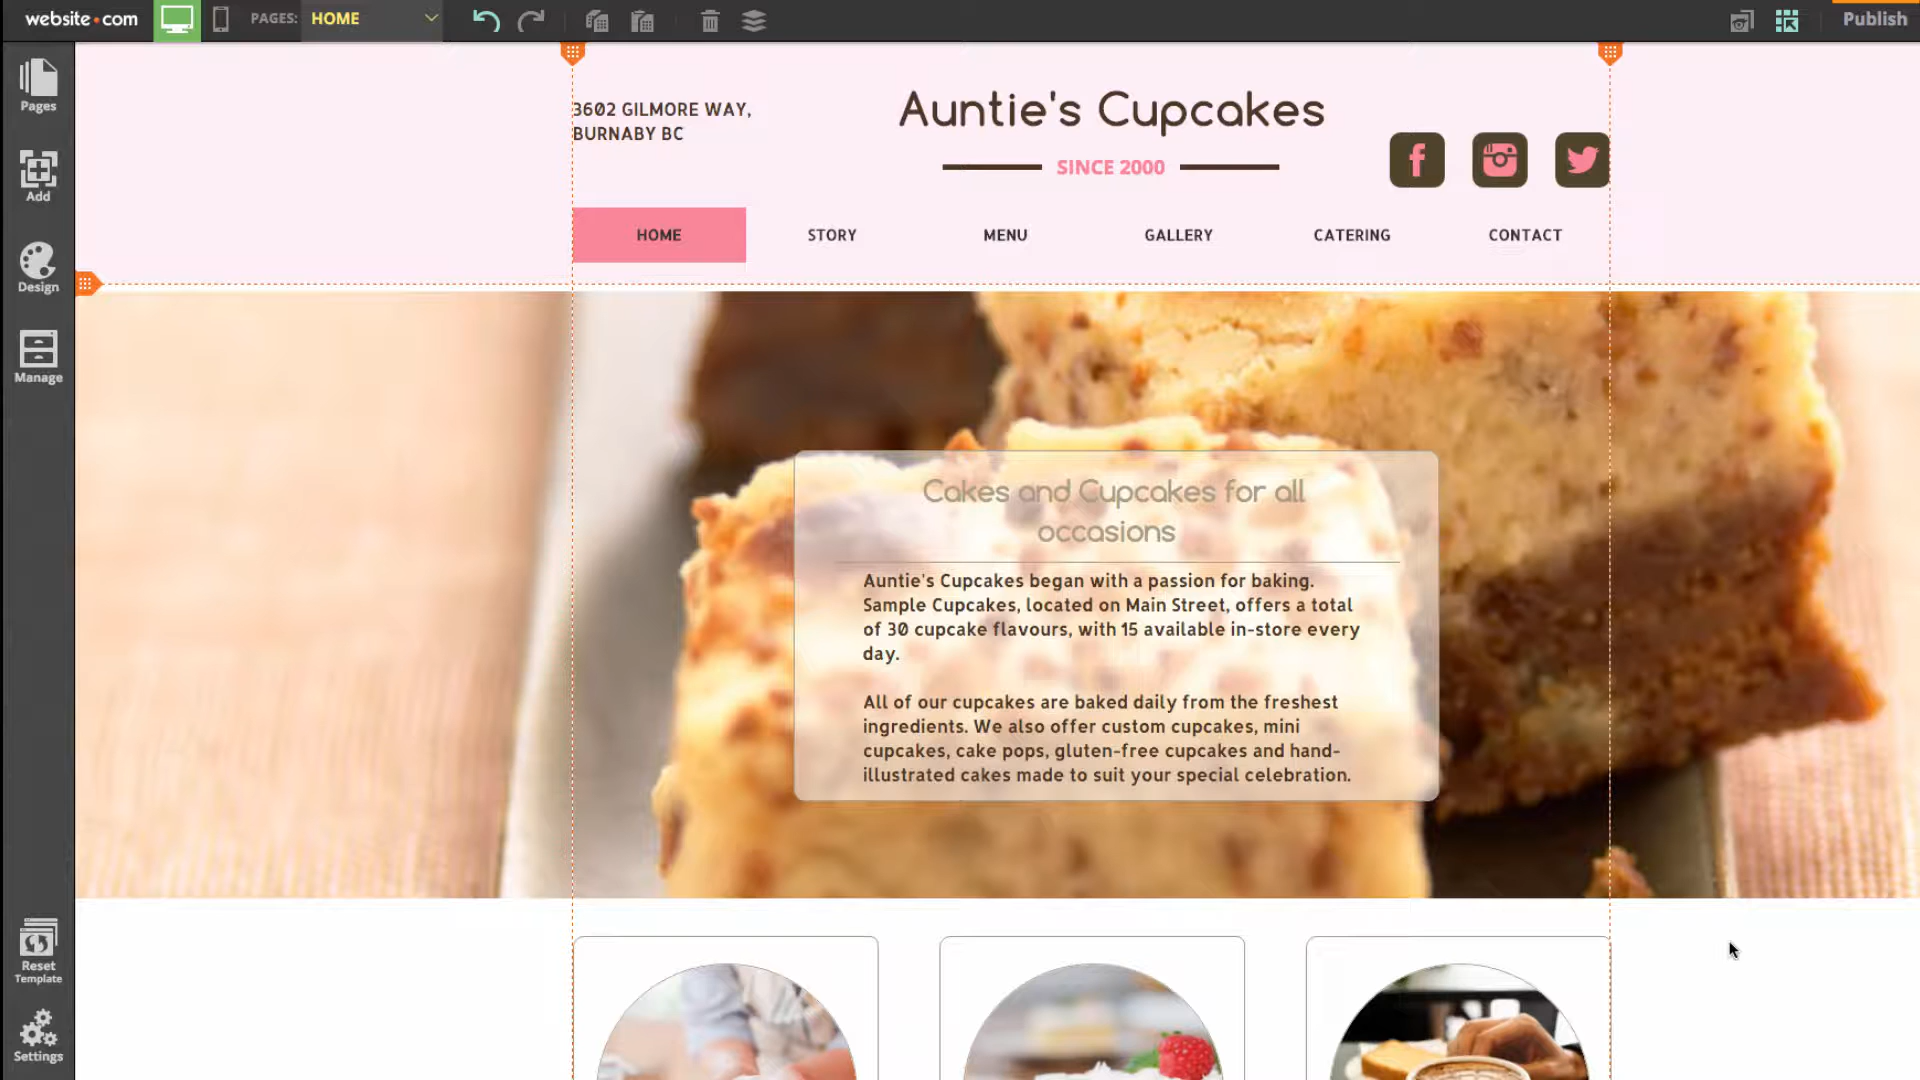 website.com
PAGES: HOME
Publish
Pages
Add
Design
Manage
Reset
Template
Settings
3602 GILMORE WAY,
BURNABY BC
Auntie's Cupcakes
SINCE 2000
HOME STORY MENU GALLERY CATERING CONTACT
Cakes and Cupcakes for all
occasions
Auntie's Cupcakes began with a passion for baking.
Sample Cupcakes, located on Main Street, offers a total
of 30 cupcake flavours, with 15 available in-store every
day.
All of our cupcakes are baked daily from the freshest
ingredients. We also offer custom cupcakes, mini
cupcakes, cake pops, gluten-free cupcakes and hand-
illustrated cakes made to suit your special celebration.